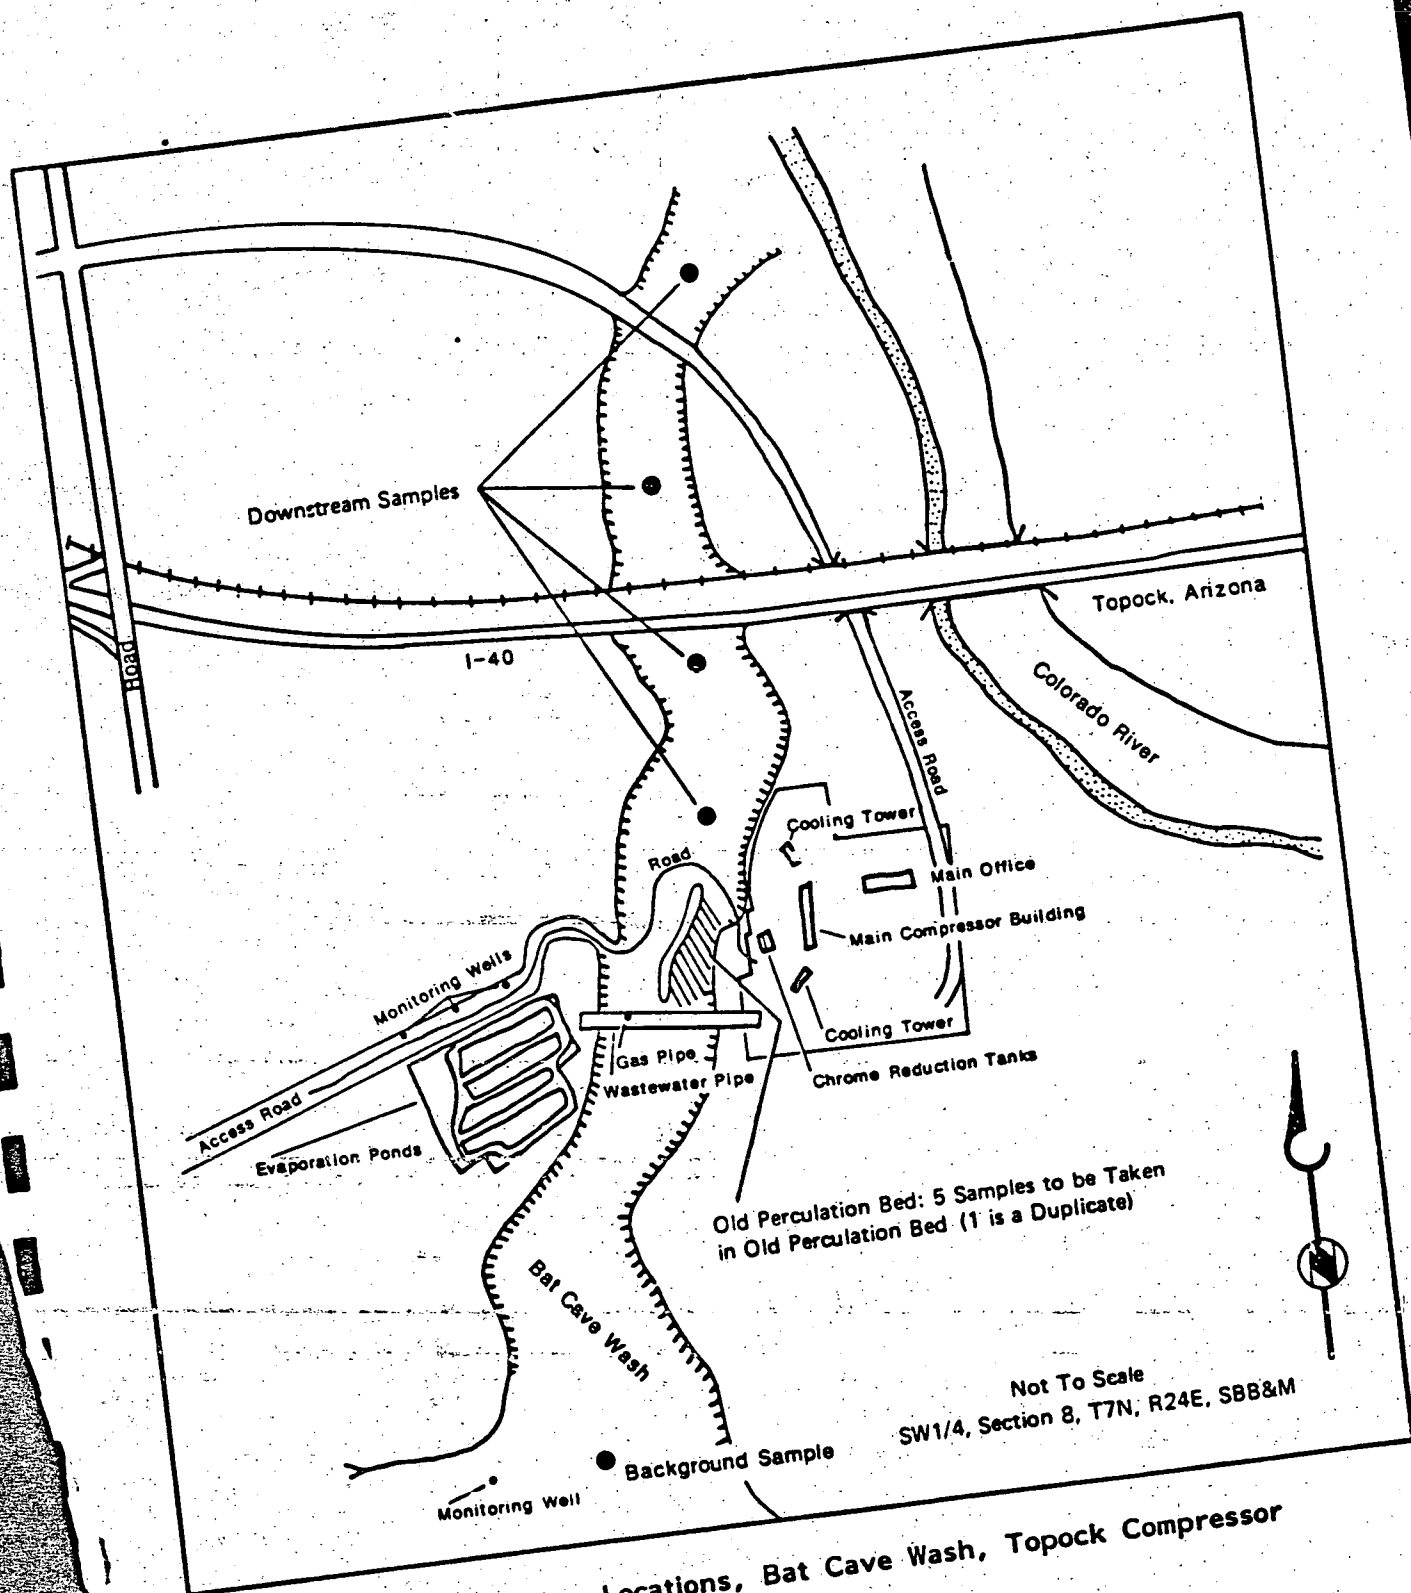 Downstream Samples
I-40
Road
Topock, Arizona
Colorado River
Access Road
Cooling Tower
Road
Main Office
Main Compressor Building
Monitoring Wells
Cooling Tower
Gas Pipe
Wastewater Pipe
Chrome Reduction Tanks
Access Road
Evaporation Ponds
Old Perculation Bed: 5 Samples to be Taken
in Old Perculation Bed (1 is a Duplicate)
Bat Cave Wash
N
Not To Scale
SW1/4, Section 8, T7N, R24E, SBB&M
Background Sample
Monitoring Well
Locations, Bat Cave Wash, Topock Compressor